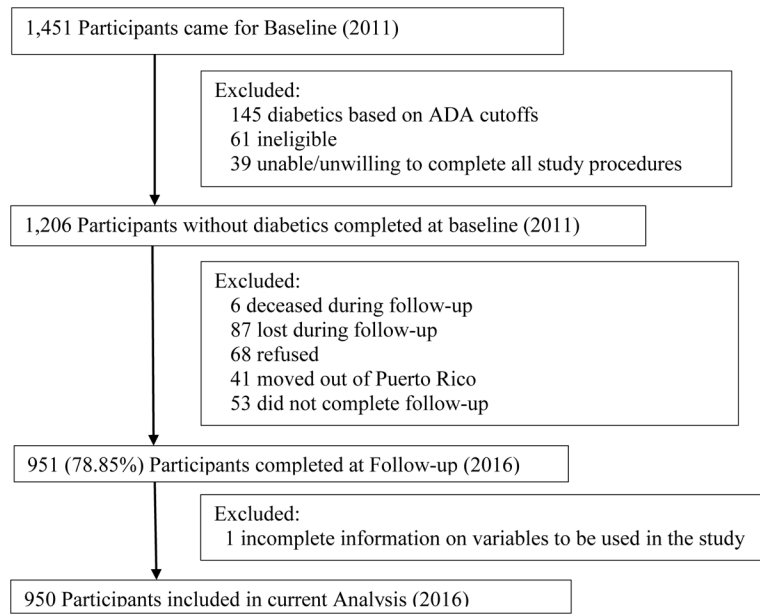 1,451 Participants came for Baseline (2011)
Excluded:
145 diabetics based on ADA cutoffs
61 ineligible
39 unable/unwilling to complete all study procedures
1,206 Participants without diabetics completed at baseline (2011)
Excluded:
6 deceased during follow-up
87 lost during follow-up
68 refused
41 moved out of Puerto Rico
53 did not complete follow-up
951 (78.85%) Participants completed at Follow-up (2016)
Excluded:
1 incomplete information on variables to be used in the study
950 Participants included in current Analysis (2016)